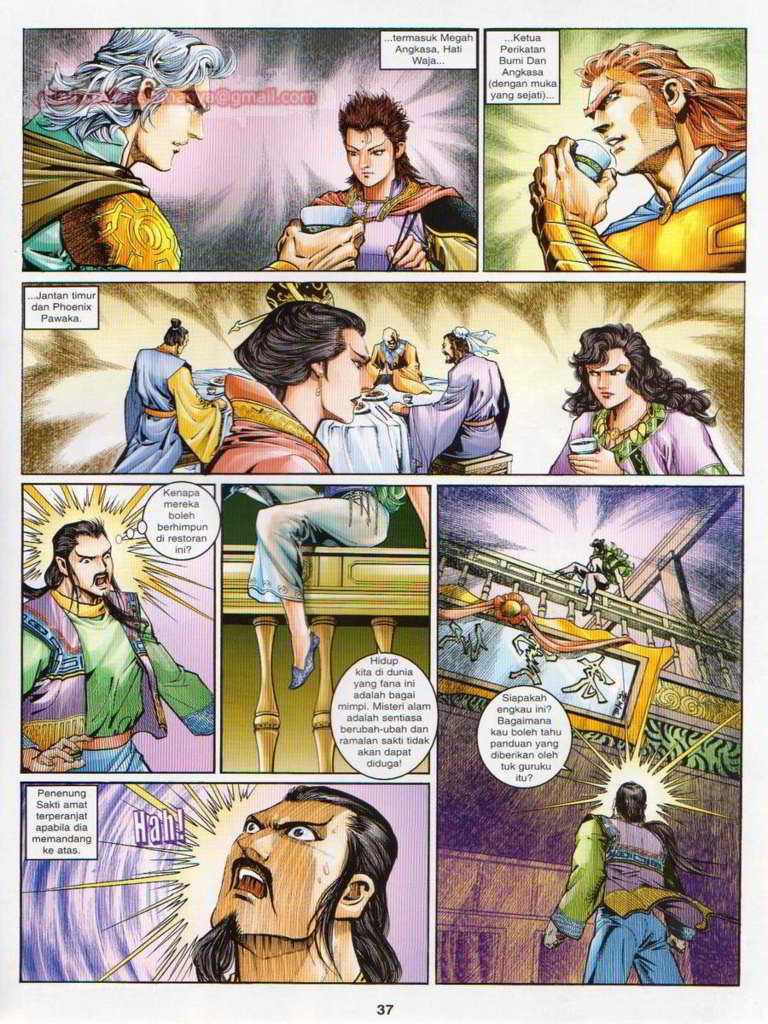 ...termasuk Megah
Angkasa, Hati
Waja...
...Ketua
Perikatan
Bumi Dan
Angkasa
(dengan muka
yang sejati)...
@gmail.com
...Jantan timur
dan Phoenix
Pawaka.
Kenapa
mereka
boleh
berhimpun
di restoran
ini?
Hidup
kita di dunia
yang fana ini
adalah bagai
mimpi. Misteri alam
adalah sentiasa
berubah-ubah dan
ramalan sakti tidak
akan dapat
diduga!
Siapakah
engkau ini?
Bagaimana
kau boleh tahu
panduan yang
diberikan oleh
tuk guruku
itu?
Penenung
Sakti amat
terperanjat
apabila dia
memandang
ke atas.
Hah!
37